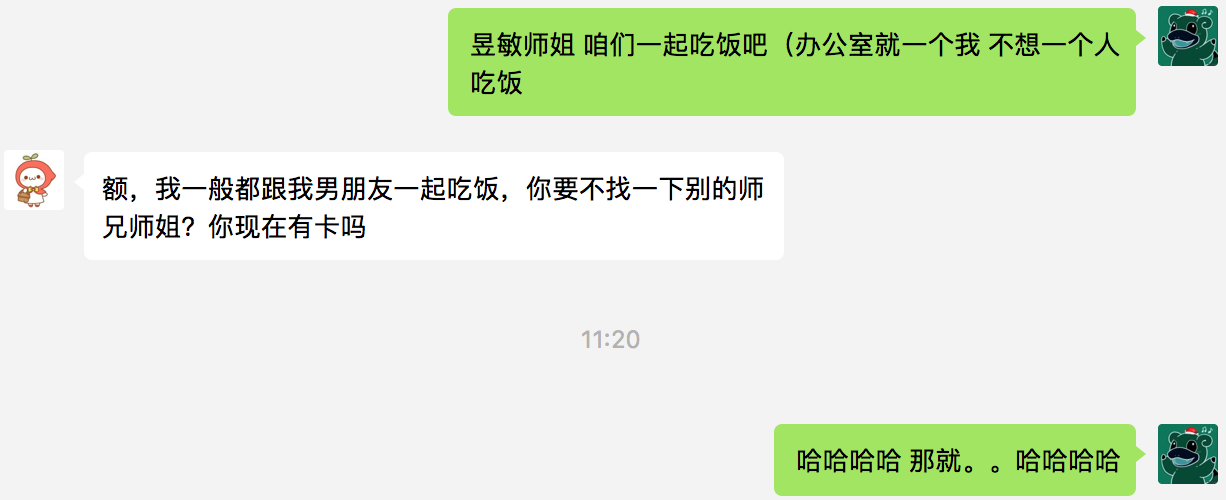 昱敏师姐 咱们一起吃饭吧（办公室就一个我 不想一个人
吃饭
额，我一般都跟我男朋友一起吃饭，你要不找一下别的师
兄师姐？你现在有卡吗
11:20
哈哈哈哈 那就。。哈哈哈哈